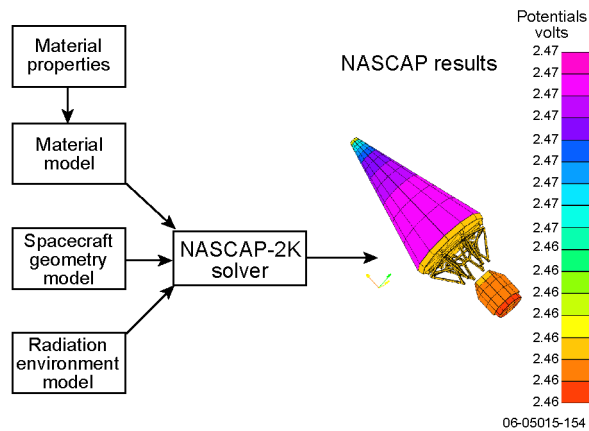 Material
properties
Material
model
Spacecraft
geometry
model
Radiation
environment
model
NASCAP-2K
solver
NASCAP results
Potentials
volts
2.47
2.47
2.47
2.47
2.47
2.47
2.47
2.47
2.47
2.46
2.46
2.46
2.46
2.46
2.46
2.46
2.46
06-05015-154